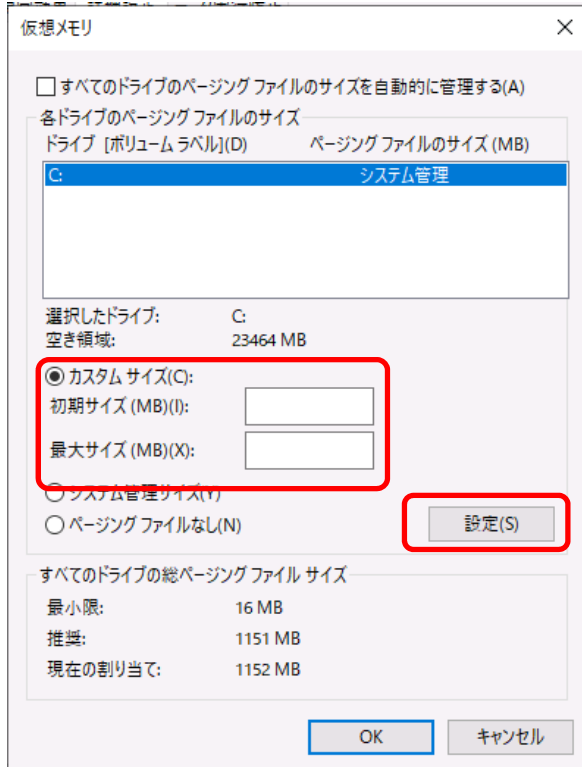 仮想メモリ
すべてのドライブのページング ファイルのサイズを自動的に管理する(A)
各ドライブのページング ファイルのサイズ
ドライブ [ボリューム ラベル](D) ページング ファイルのサイズ (MB)
C: システム管理
選択したドライブ: C:
空き領域: 23464 MB
カスタム サイズ(C):
初期サイズ (MB)(I):
最大サイズ (MB)(X):
システム管理サイズ(Y)
ページング ファイルなし(N) 設定(S)
すべてのドライブの総ページング ファイル サイズ
最小限: 16 MB
推奨: 1151 MB
現在の割り当て: 1152 MB
OK キャンセル